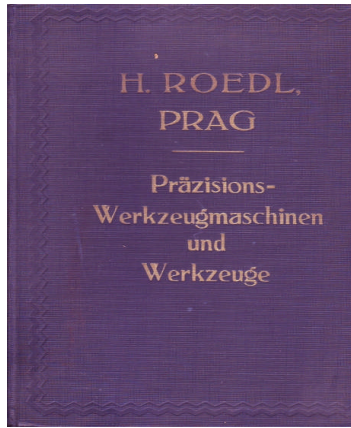 H. ROEDL,
PRAG
Präzisions-
Werkzeugmaschinen
und
Werkzeuge